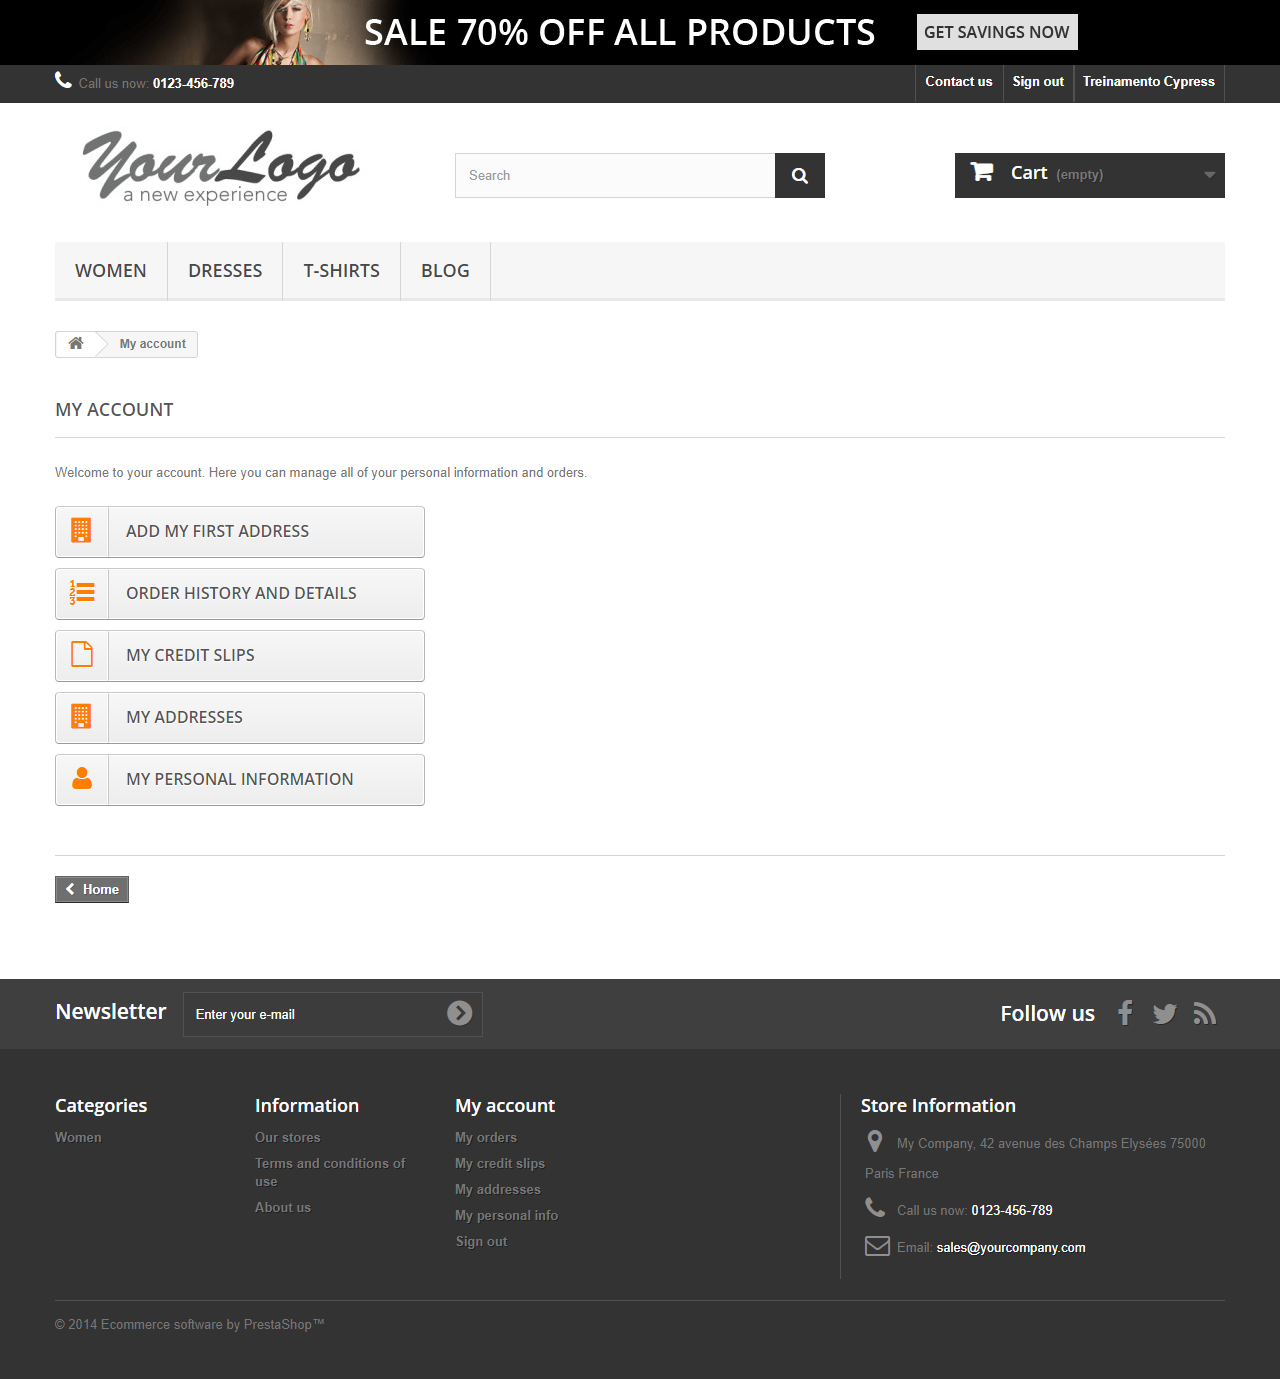 SALE 70% OFF ALL PRODUCTS
GET SAVINGS NOW
Call us now: 0123-456-789
Contact us
Sign out
Treinamento Cypress
YourLogo
a new experience
Search
Cart (empty)
WOMEN
DRESSES
T-SHIRTS
BLOG
My account
MY ACCOUNT
Welcome to your account. Here you can manage all of your personal information and orders.
ADD MY FIRST ADDRESS
ORDER HISTORY AND DETAILS
MY CREDIT SLIPS
MY ADDRESSES
MY PERSONAL INFORMATION
Home
Newsletter
Enter your e-mail
Follow us
Categories
Women
Information
Our stores
Terms and conditions of
use
About us
My account
My orders
My credit slips
My addresses
My personal info
Sign out
Store Information
My Company, 42 avenue des Champs Elysées 75000
Paris France
Call us now: 0123-456-789
Email: sales@yourcompany.com
© 2014 Ecommerce software by PrestaShop™